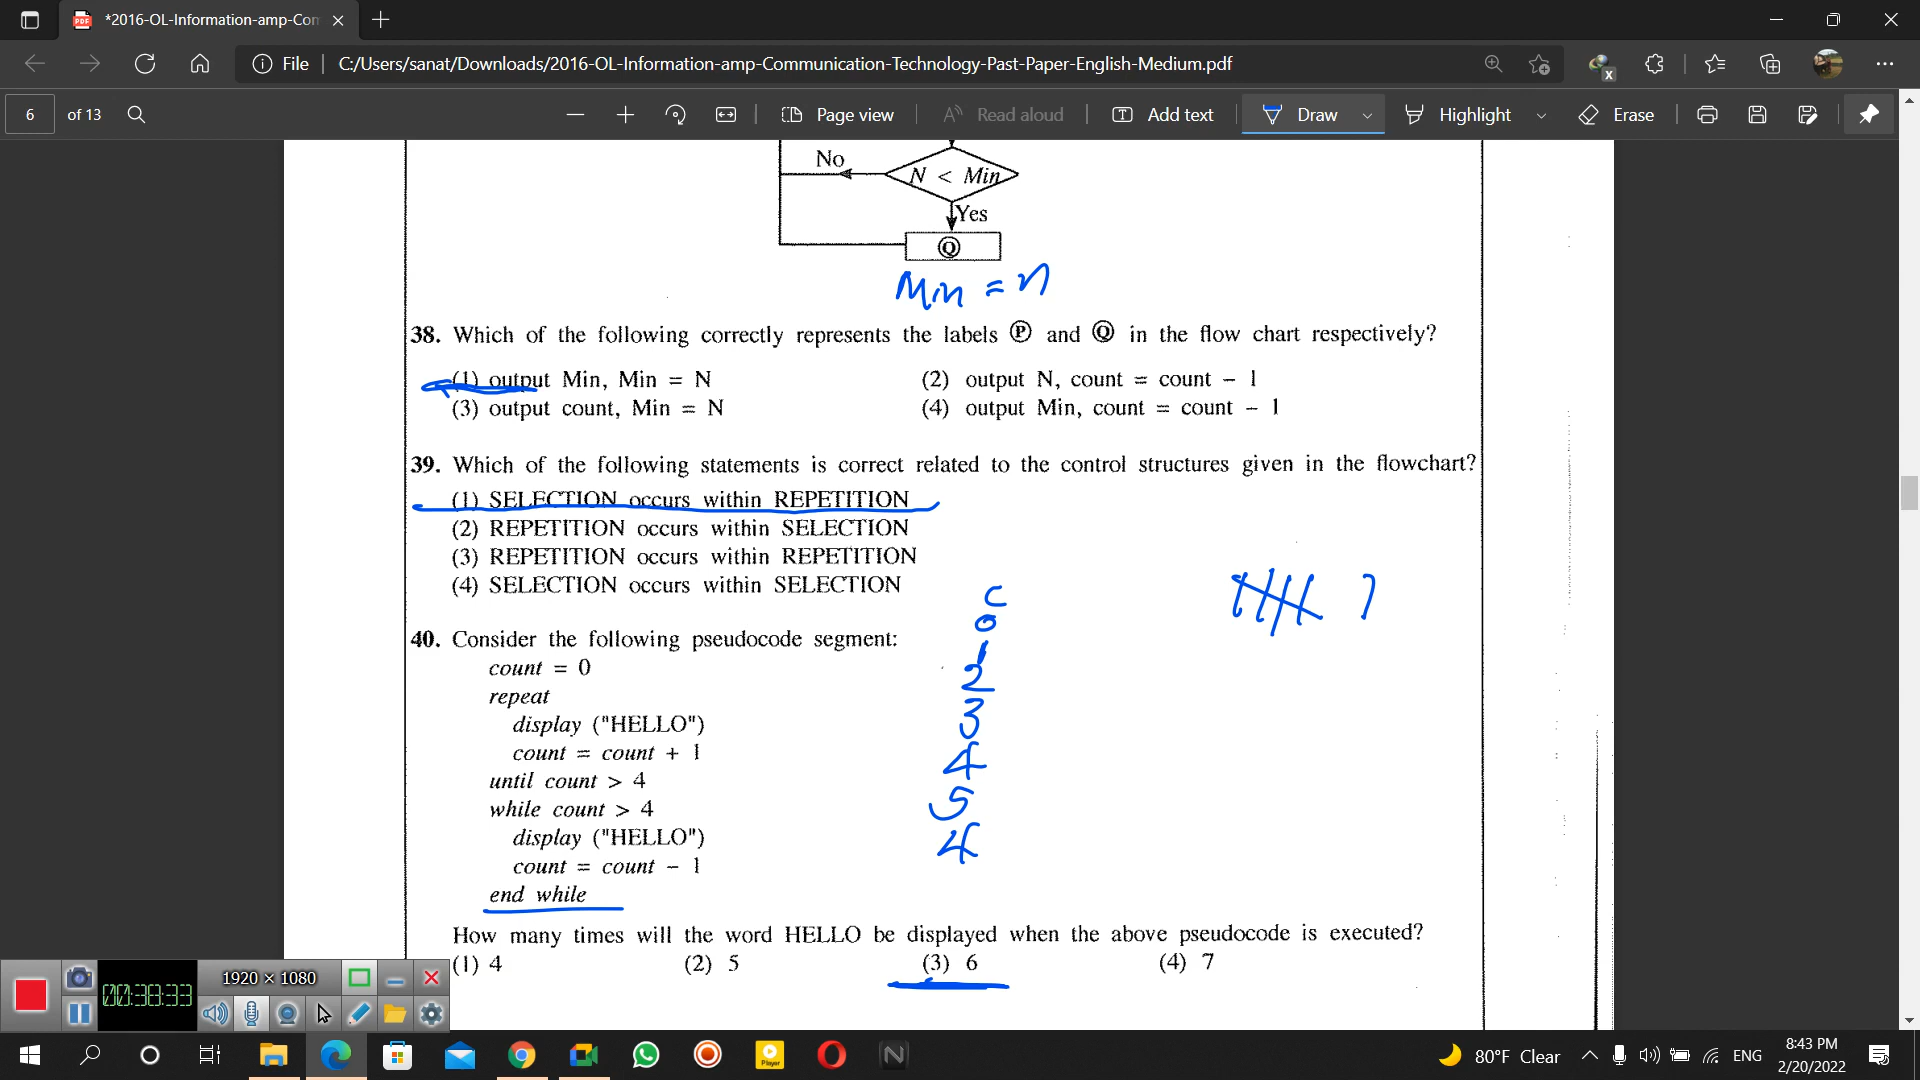 *2016-OL-Information-amp-Con
File
C:/Users/sanat/Downloads/2016-OL-Information-amp-Communication-Technology-Past-Paper-English-Medium.pdf
6 of 13
Page view
Read aloud
Add text
Draw
Highlight
Erase
No
N < Min
Yes
Q
Min = n
38. Which of the following correctly represents the labels Ⓟ and Ⓠ in the flow chart respectively?
(1) output Min, Min = N
(2) output N, count = count − 1
(3) output count, Min = N
(4) output Min, count = count − 1
39. Which of the following statements is correct related to the control structures given in the flowchart?
(1) SELECTION occurs within REPETITION
(2) REPETITION occurs within SELECTION
(3) REPETITION occurs within REPETITION
(4) SELECTION occurs within SELECTION
40. Consider the following pseudocode segment:
count = 0
repeat
display ("HELLO")
count = count + 1
until count > 4
while count > 4
display ("HELLO")
count = count − 1
end while
C
0
1
2
3
4
5
4
How many times will the word HELLO be displayed when the above pseudocode is executed?
(1) 4
(2) 5
(3) 6
(4) 7
00:38:33
1920 × 1080
80°F Clear
ENG
8:43 PM
2/20/2022